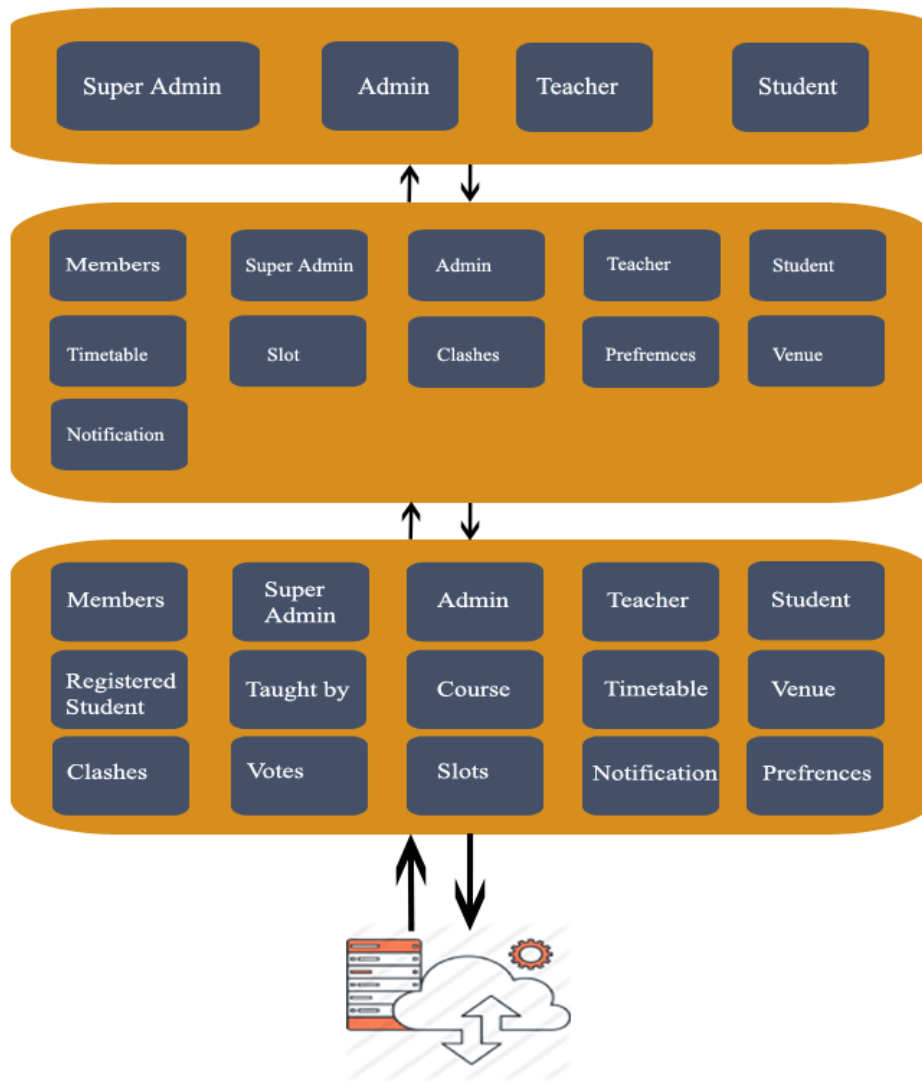 Super Admin
Admin
Teacher
Student
Members
Super Admin
Admin
Teacher
Student
Timetable
Slot
Clashes
Prefremces
Venue
Notification
Members
Super
Admin
Admin
Teacher
Student
Registered
Student
Taught by
Course
Timetable
Venue
Clashes
Votes
Slots
Notification
Prefrences